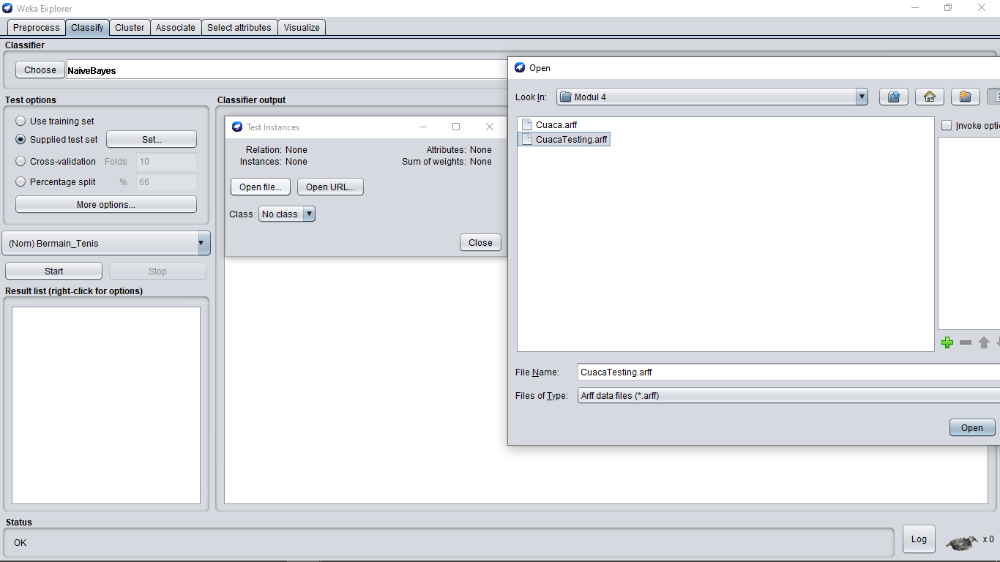 Weka Explorer
Preprocess Classify Cluster Associate Select attributes Visualize
Classifier
Choose NaiveBayes
Test options
Use training set
Supplied test set Set...
Cross-validation Folds 10
Percentage split % 66
More options...
(Nom) Bermain_Tenis
Start Stop
Result list (right-click for options)
Classifier output
Test Instances
Relation: None Attributes: None
Instances: None Sum of weights: None
Open file... Open URL...
Class No class
Close
Open
Look In: Modul 4
Cuaca.arff
CuacaTesting.arff
Invoke opti
File Name: CuacaTesting.arff
Files of Type: Arff data files (*.arff)
Open
Status
OK
Log x 0